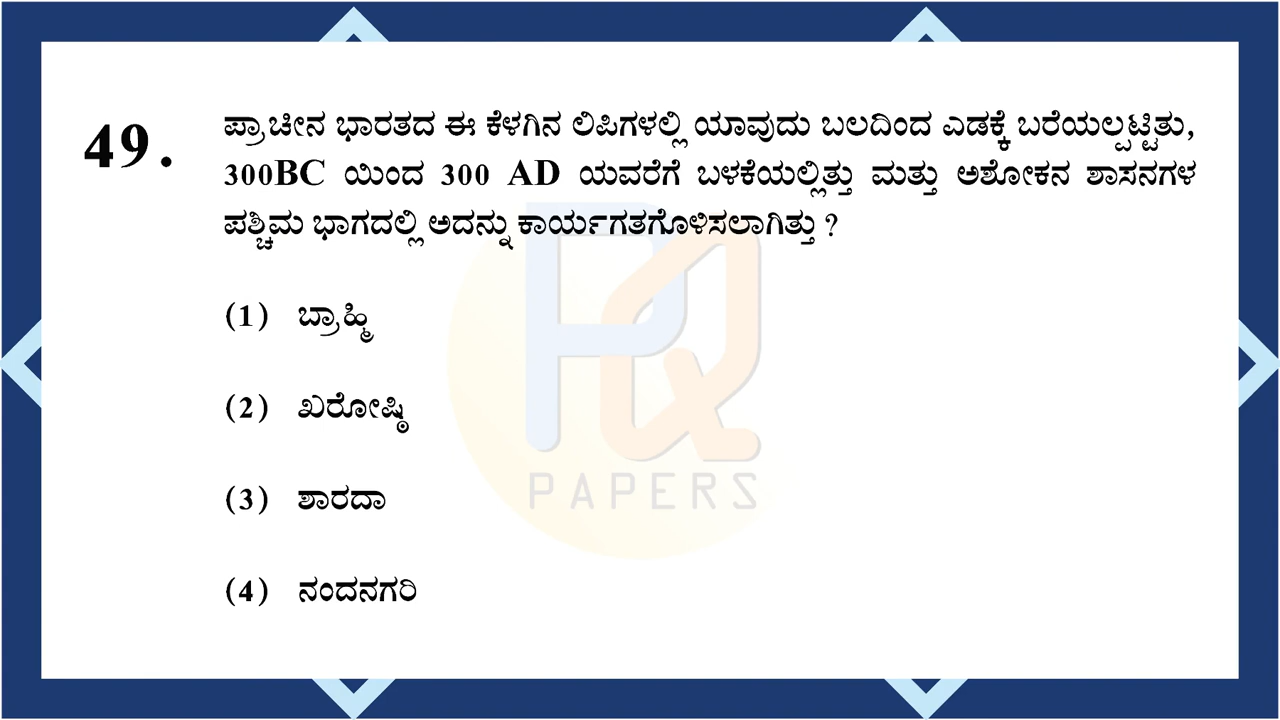 49.
ಪ್ರಾಚೀನ ಭಾರತದ ಈ ಕೆಳಗಿನ ಲಿಪಿಗಳಲ್ಲಿ ಯಾವುದು ಬಲದಿಂದ ಎಡಕ್ಕೆ ಬರೆಯಲ್ಪಟ್ಟಿತ್ತು,
300BC ಯಿಂದ 300 AD ಯವರೆಗೆ ಬಳಕೆಯಲ್ಲಿತ್ತು ಮತ್ತು ಅಶೋಕನ ಶಾಸನಗಳ
ಪಶ್ಚಿಮ ಭಾಗದಲ್ಲಿ ಅದನ್ನು ಕಾರ್ಯಗತಗೊಳಿಸಲಾಗಿತ್ತು ?
(1) ಬ್ರಾಹ್ಮಿ
(2) ಖರೋಷ್ಠಿ
(3) ಶಾರದಾ
(4) ನಂದನಗರಿ
PQ
PAPERS